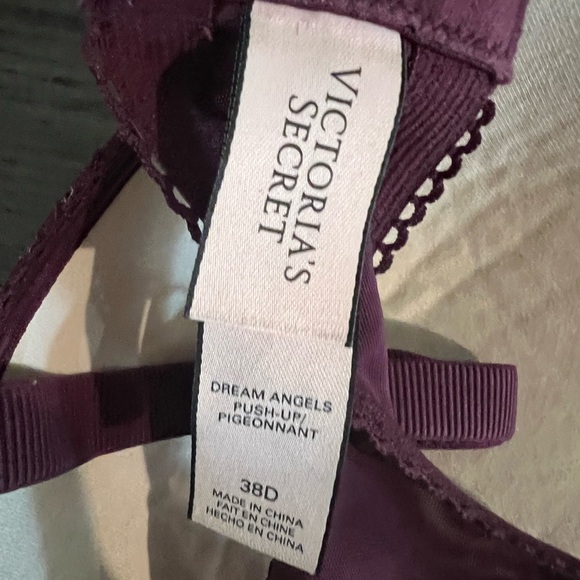 VICTORIA'S
SECRET
DREAM ANGELS
PUSH-UP/
PIGEONNANT
38D
MADE IN CHINA
FAIT EN CHINE
HECHO EN CHINA